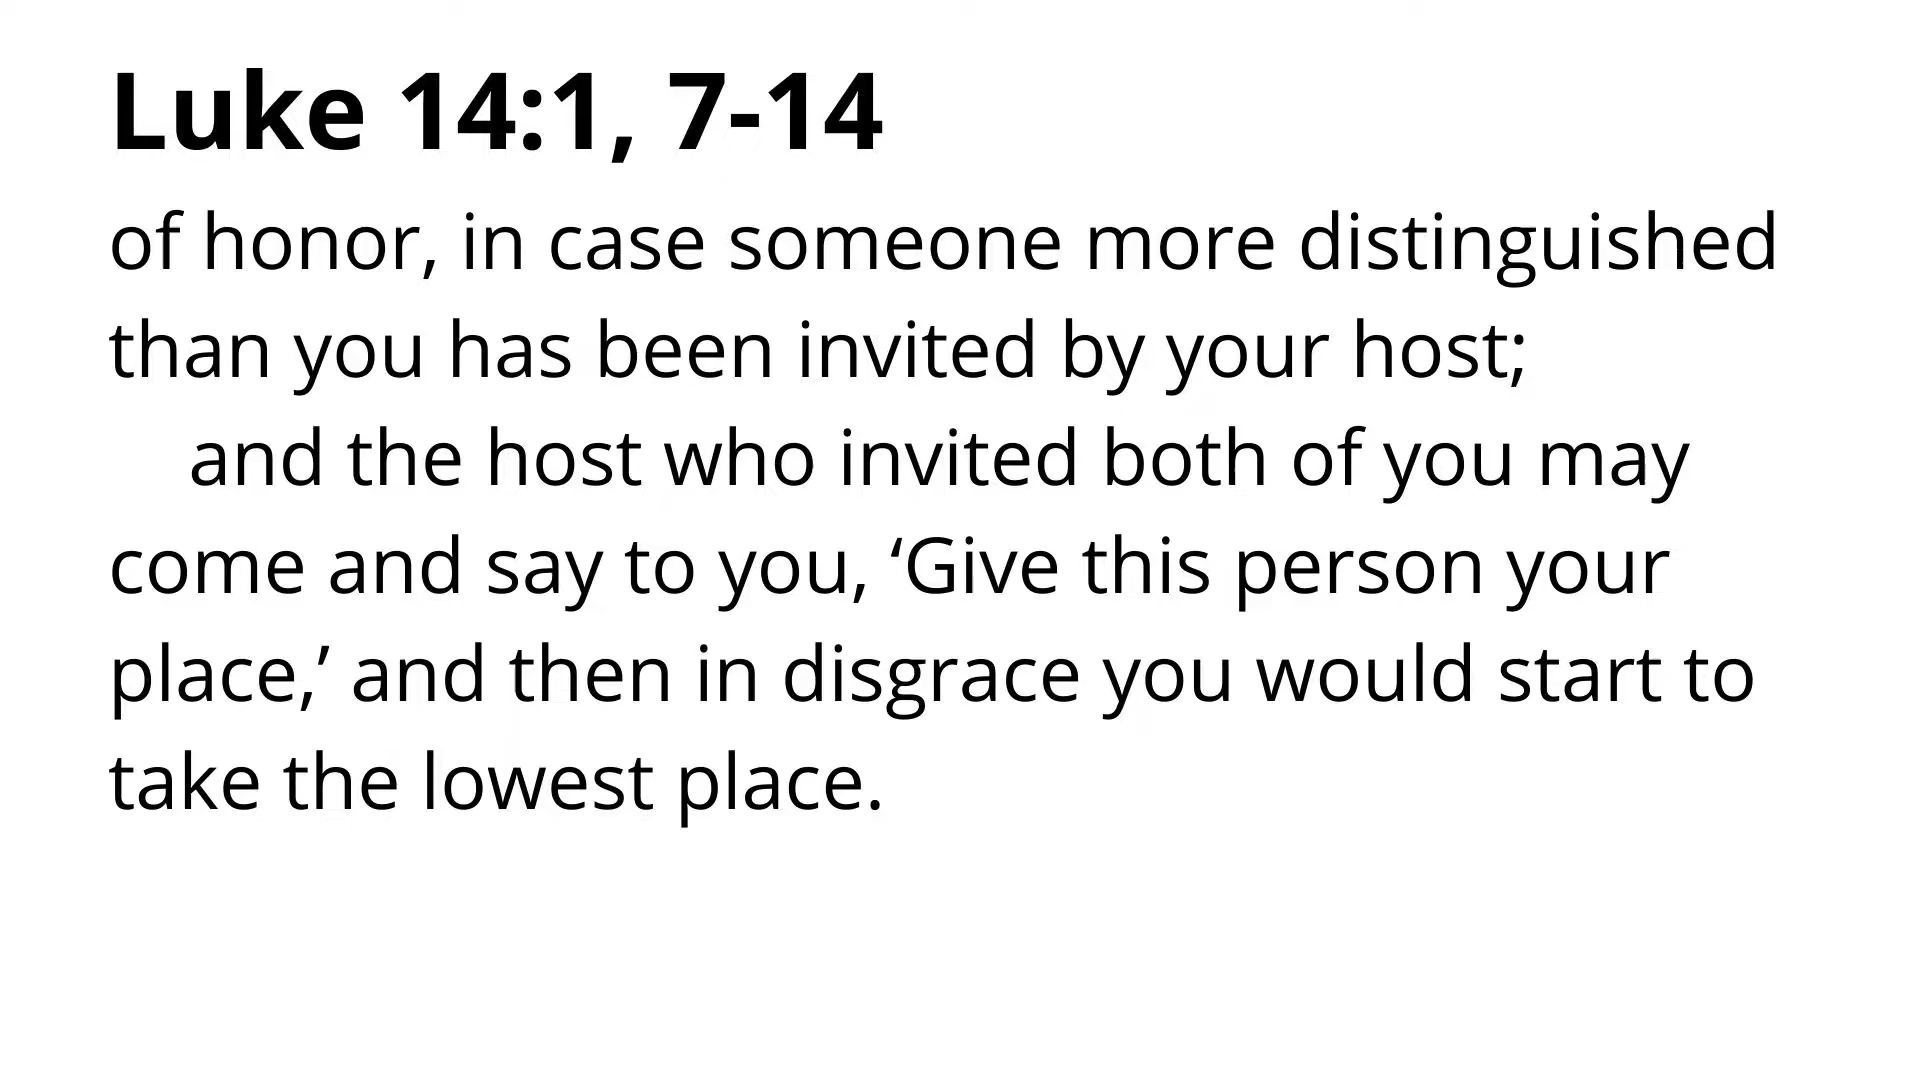 Luke 14:1, 7-14
of honor, in case someone more distinguished
than you has been invited by your host;
and the host who invited both of you may
come and say to you, ‘Give this person your
place,’ and then in disgrace you would start to
take the lowest place.